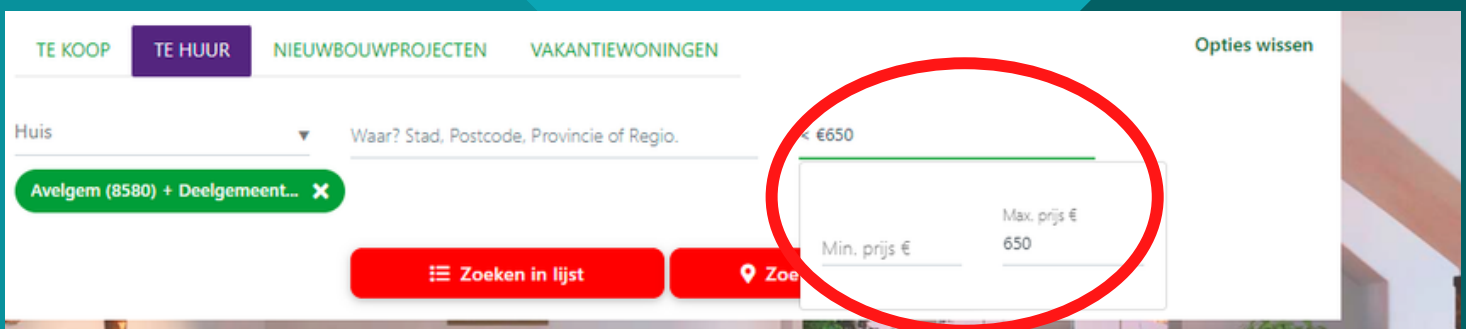 TE KOOP TE HUUR NIEUWBOUWPROJECTEN VAKANTIEWONINGEN Opties wissen
Huis Waar? Stad, Postcode, Provincie of Regio. < €650
Avelgem (8580) + Deelgemeent...
Max. prijs €
Min. prijs € 650
Zoeken in lijst Zoe